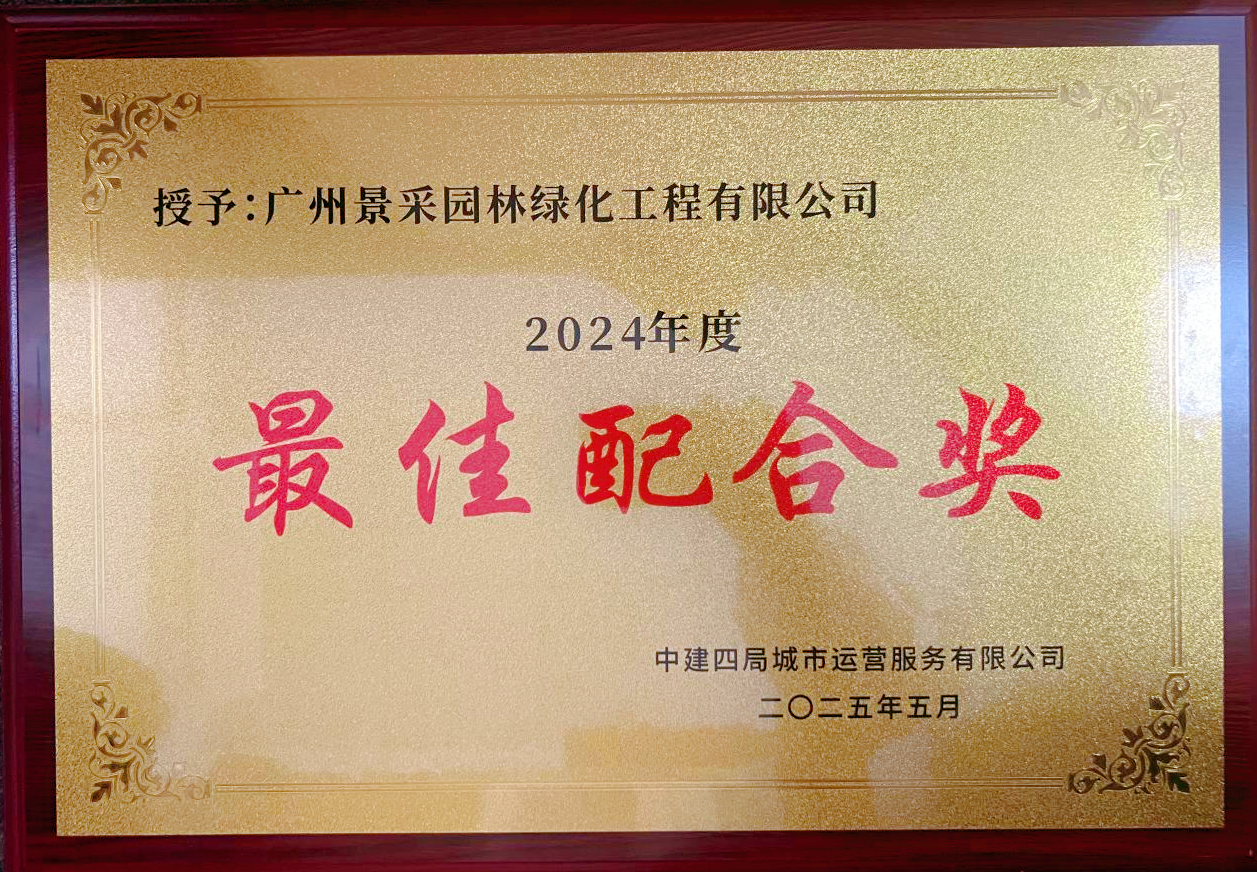 授予：广州景采园林绿化工程有限公司
2024年度
最佳配合奖
中建四局城市运营服务有限公司
二〇二五年五月